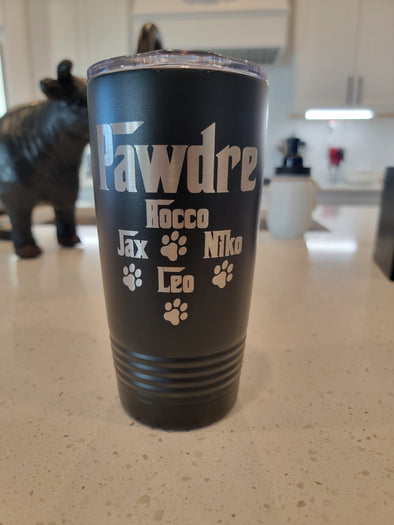 Pawdre
Rocco
Jax Niko
Leo